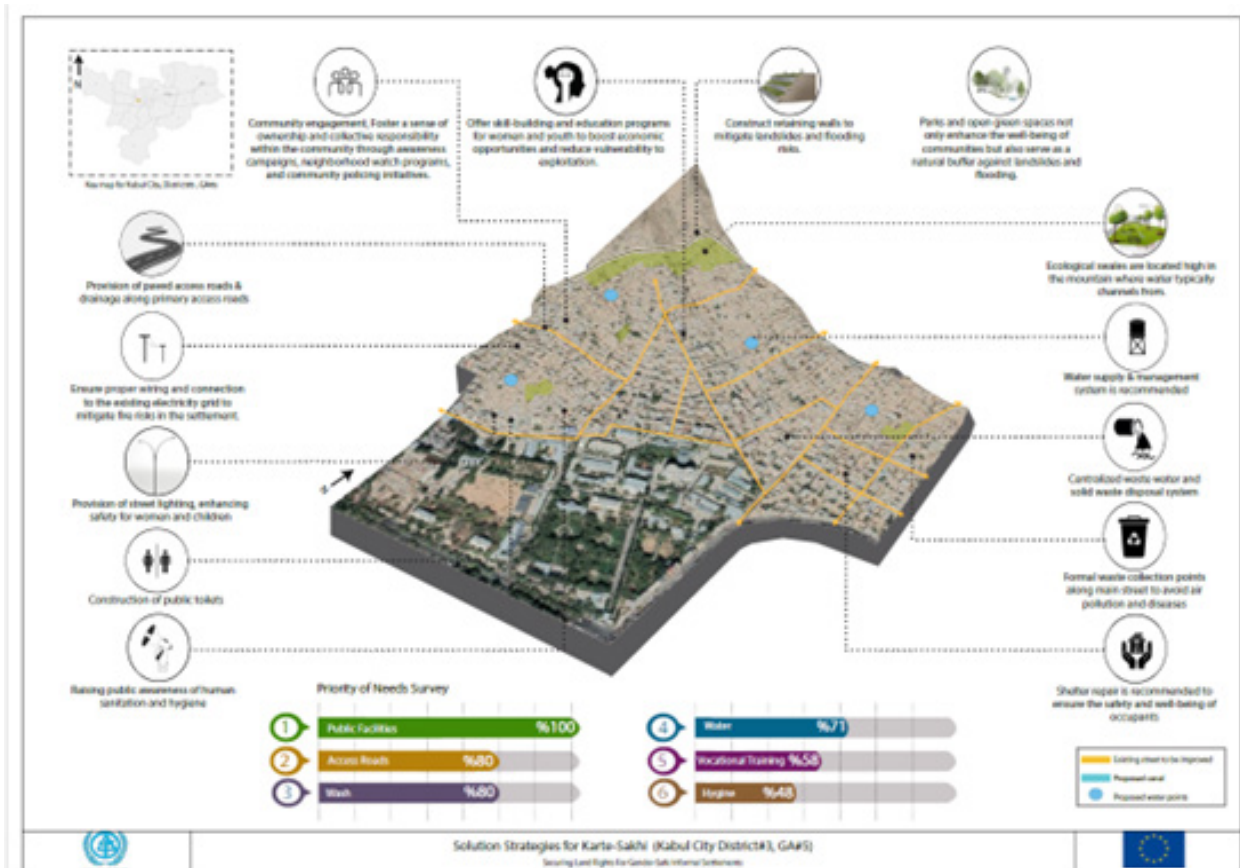 N
Key map for Kabul City, Districts, GA#s
Community engagement, Foster a sense of
ownership and collective responsibility
within the community through awareness
campaigns, neighborhood watch programs,
and community policing initiatives.
Offer skill-building and education programs
for women and youth to boost economic
opportunities and reduce vulnerability to
exploitation.
Construct retaining walls to
mitigate landslides and flooding
risks.
Parks and open green spaces not
only enhance the well-being of
communities but also serve as a
natural buffer against landslides and
flooding.
Provision of paved access roads &
drainage along primary access roads
Ecological swales are located high in
the mountain where water typically
channels from.
Ensure proper wiring and connection
to the existing electricity grid to
mitigate fire risks in the settlement.
Water supply & management
system is recommended
Provision of street lighting, enhancing
safety for women and children
Centralized waste water and
solid waste disposal system
N
Construction of public toilets
Formal waste collection points
along main street to avoid air
pollution and diseases
Raising public awareness of human
sanitation and hygiene
Shelter repair is recommended to
ensure the safety and well-being of
occupants
Priority of Needs Survey
1 Public Facilities %100
2 Access Roads %80
3 Wash %80
4 Water %71
5 Vocational Training %58
6 Hygine %48
Existing street to be improved
Proposed canal
Proposed water points
Solution Strategies for Karte-Sakhi (Kabul City District#3, GA#5)
Securing Land Rights for Gender-Safe Informal Settlements